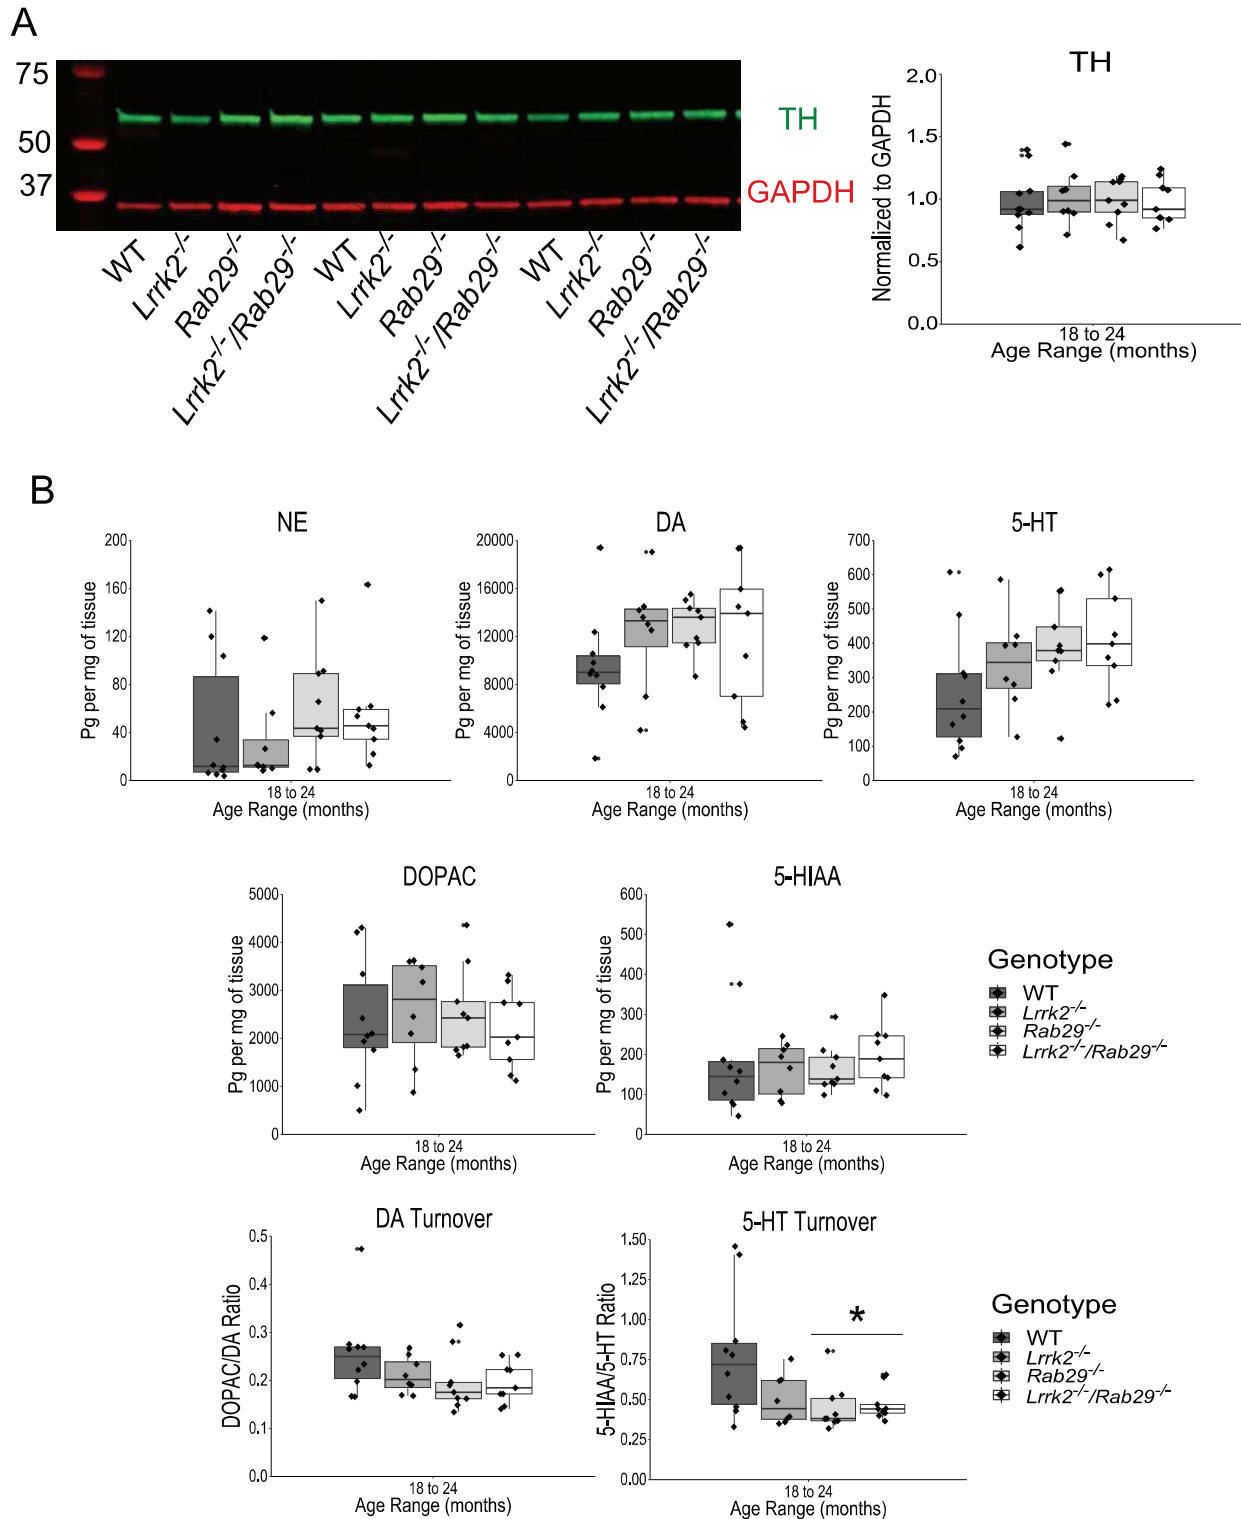 A
75
50
37
TH
GAPDH
WT
Lrrk2-/-
Rab29-/-
Lrrk2-/-/Rab29-/-
WT
Lrrk2-/-
Rab29-/-
Lrrk2-/-/Rab29-/-
WT
Lrrk2-/-
Rab29-/-
Lrrk2-/-/Rab29-/-
TH
Normalized to GAPDH
2.0
1.5
1.0
0.5
0.0
18 to 24
Age Range (months)
B
NE
Pg per mg of tissue
200
160
120
80
40
0
18 to 24
Age Range (months)
DA
Pg per mg of tissue
20000
16000
12000
8000
4000
0
18 to 24
Age Range (months)
5-HT
Pg per mg of tissue
700
600
500
400
300
200
100
0
18 to 24
Age Range (months)
DOPAC
Pg per mg of tissue
5000
4000
3000
2000
1000
0
18 to 24
Age Range (months)
5-HIAA
Pg per mg of tissue
600
500
400
300
200
100
0
18 to 24
Age Range (months)
Genotype
WT
Lrrk2-/-
Rab29-/-
Lrrk2-/-/Rab29-/-
DA Turnover
DOPAC/DA Ratio
0.5
0.4
0.3
0.2
0.1
0.0
18 to 24
Age Range (months)
5-HT Turnover
5-HIAA/5-HT Ratio
1.50
1.25
1.00
0.75
0.50
0.25
0.00
*
18 to 24
Age Range (months)
Genotype
WT
Lrrk2-/-
Rab29-/-
Lrrk2-/-/Rab29-/-